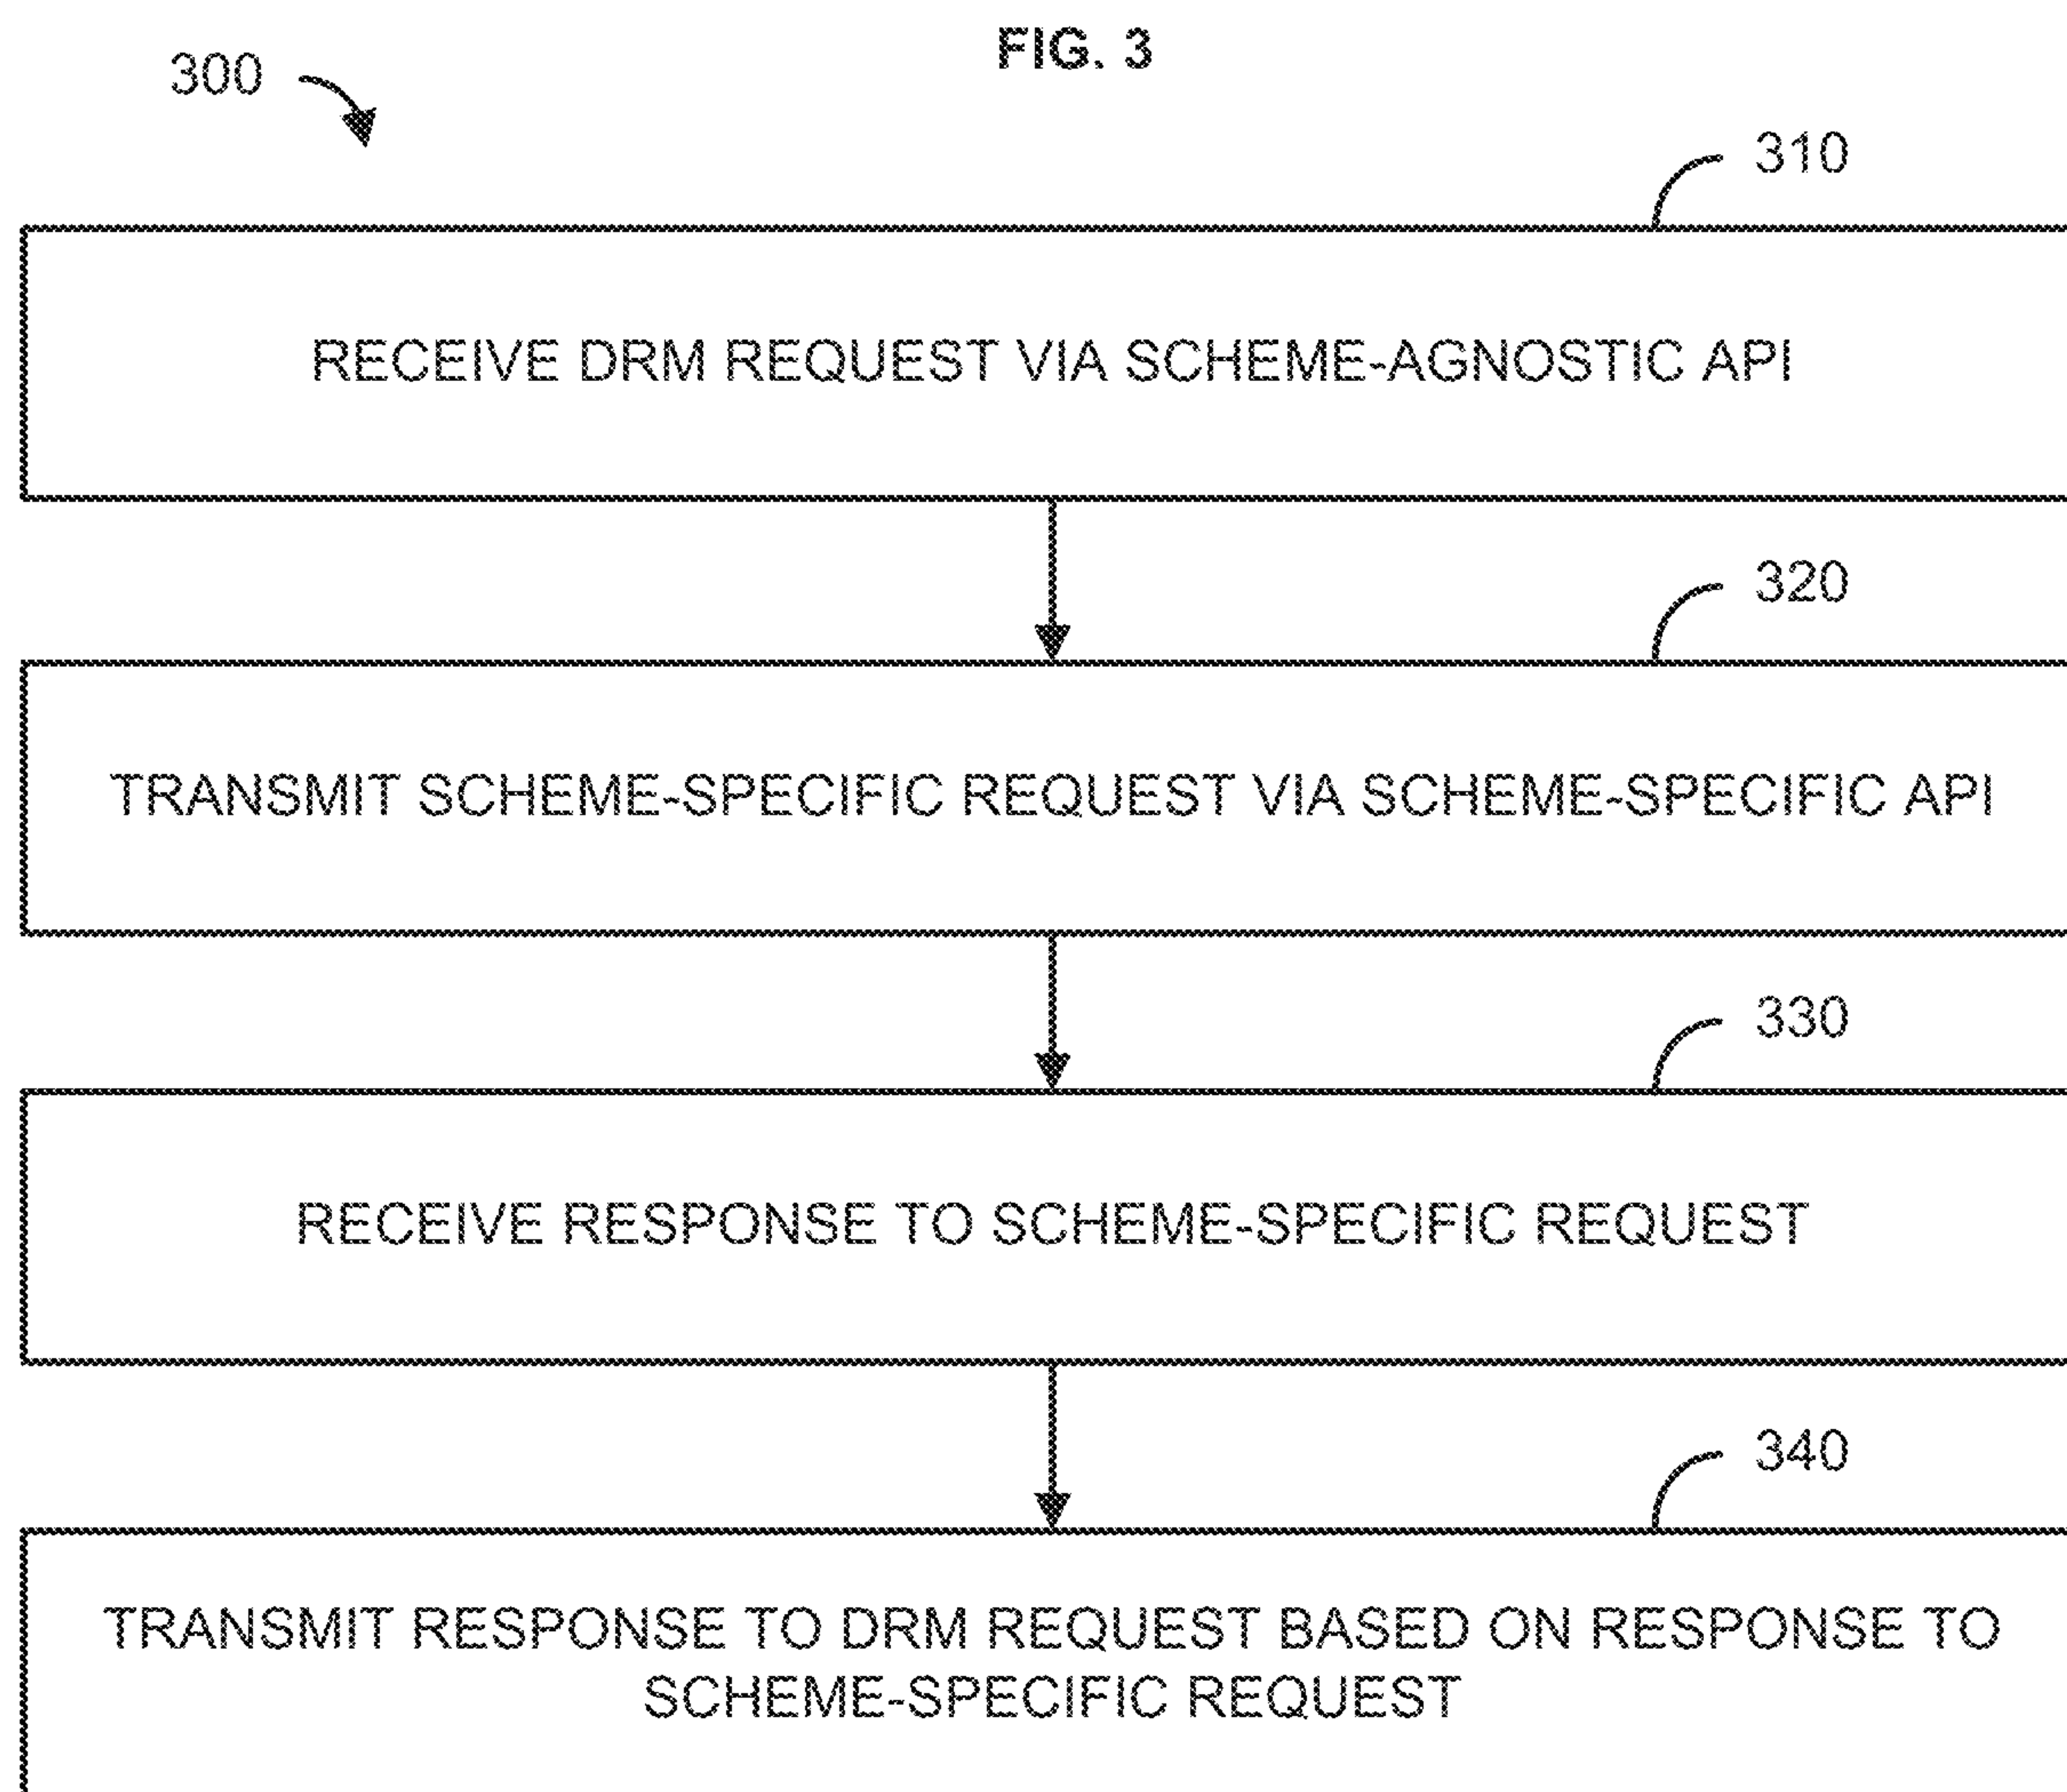 FIG. 3
300
310
RECEIVE DRM REQUEST VIA SCHEME-AGNOSTIC API
320
TRANSMIT SCHEME-SPECIFIC REQUEST VIA SCHEME-SPECIFIC API
330
RECEIVE RESPONSE TO SCHEME-SPECIFIC REQUEST
340
TRANSMIT RESPONSE TO DRM REQUEST BASED ON RESPONSE TO
SCHEME-SPECIFIC REQUEST